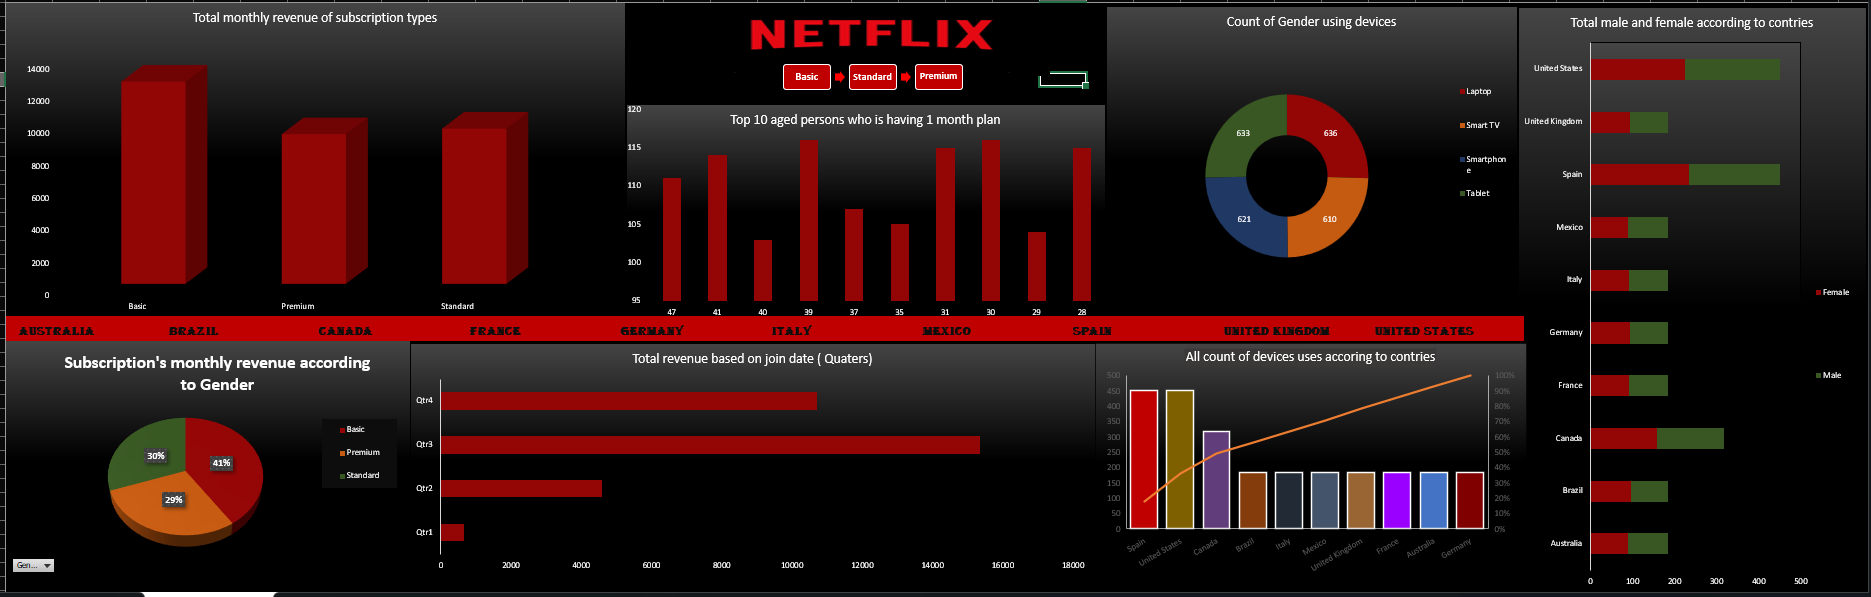 Total monthly revenue of subscription types
14000
12000
10000
8000
6000
4000
2000
0
Basic
Premium
Standard
NETFLIX
Basic
Standard
Premium
Top 10 aged persons who is having 1 month plan
120
115
110
105
100
95
47 41 40 39 37 35 31 30 29 28
Count of Gender using devices
633
636
621
610
Laptop
Smart TV
Smartphon
e
Tablet
Total male and female according to contries
United States
United Kingdom
Spain
Mexico
Italy
Germany
France
Canada
Brazil
Australia
0 100 200 300 400 500
Female
Male
AUSTRALIA BRAZIL CANADA FRANCE GERMANY ITALY MEXICO SPAIN UNITED KINGDOM UNITED STATES
Subscription's monthly revenue according
to Gender
30%
41%
29%
Basic
Premium
Standard
Gen...
Total revenue based on join date ( Quaters)
Qtr4
Qtr3
Qtr2
Qtr1
0 2000 4000 6000 8000 10000 12000 14000 16000 18000
All count of devices uses accoring to contries
500
450
400
350
300
250
200
150
100
50
0
100%
90%
80%
70%
60%
50%
40%
30%
20%
10%
0%
Spain
United States
Canada
Brazil
Italy
Mexico
United Kingdom
France
Australia
Germany